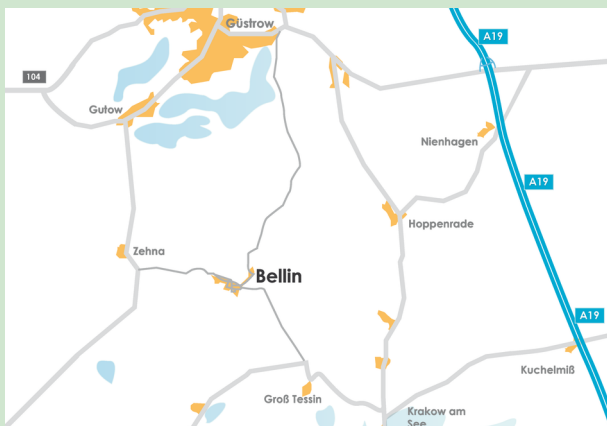 Güstrow
A19
104
Gutow
Nienhagen
A19
Hoppenrade
Zehna
Bellin
A19
Kuchelmiß
Groß Tessin
Krakow am
See